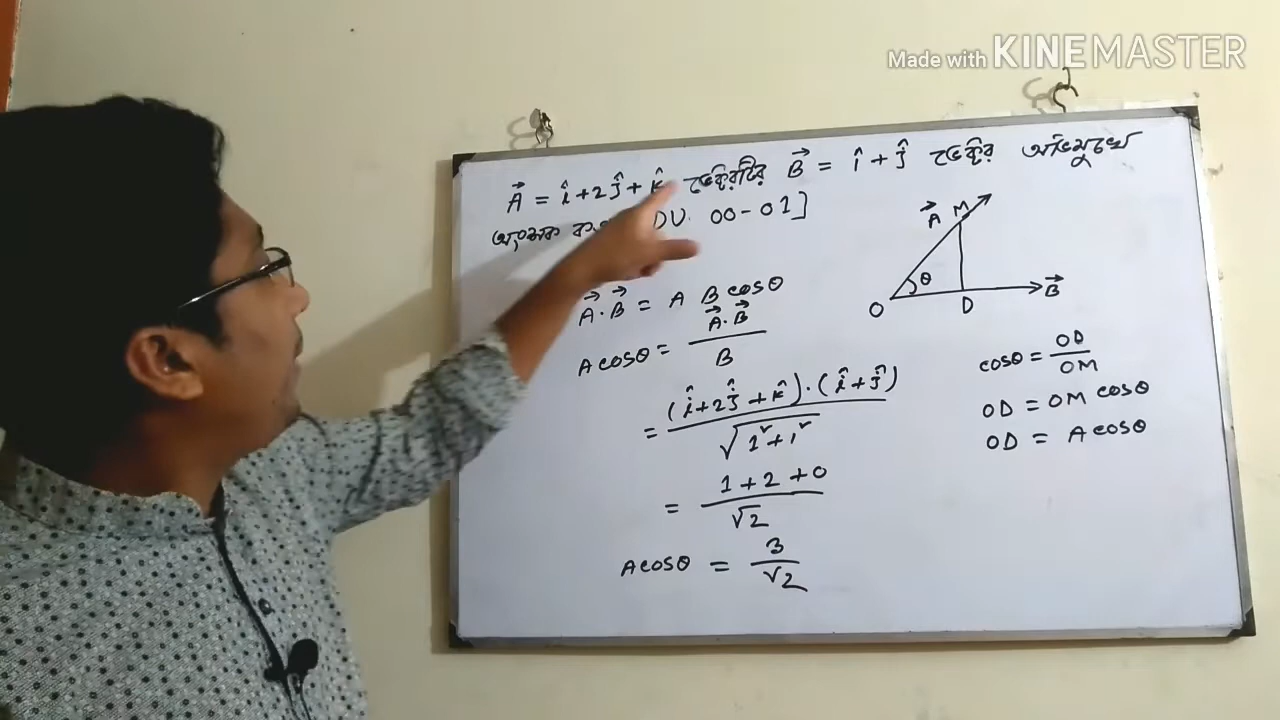 Made with KINEMASTER
A⃗ = î + 2ĵ + k̂ ভেক্টরটির B⃗ = î + ĵ ভেক্টর অভিমুখে
অংশক DU. 00-01]
A⃗ M
θ
O D B⃗
A⃗.B⃗ = A B cosθ
A cosθ = A⃗.B⃗ / B
= (î+2ĵ+k̂).(î+ĵ) / √1²+1²
= 1+2+0 / √2
A cosθ = 3 / √2
cosθ = OD / OM
OD = OM cosθ
OD = A cosθ